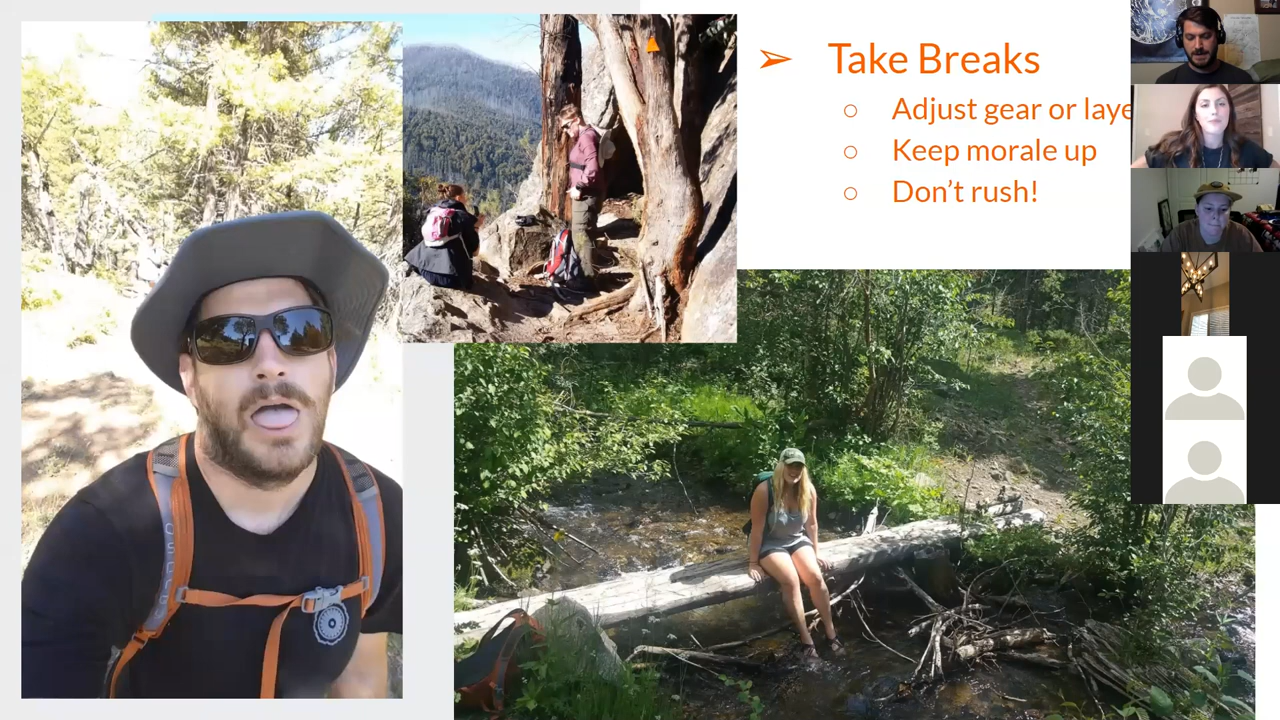 ➢ Take Breaks
○ Adjust gear or laye
○ Keep morale up
○ Don't rush!